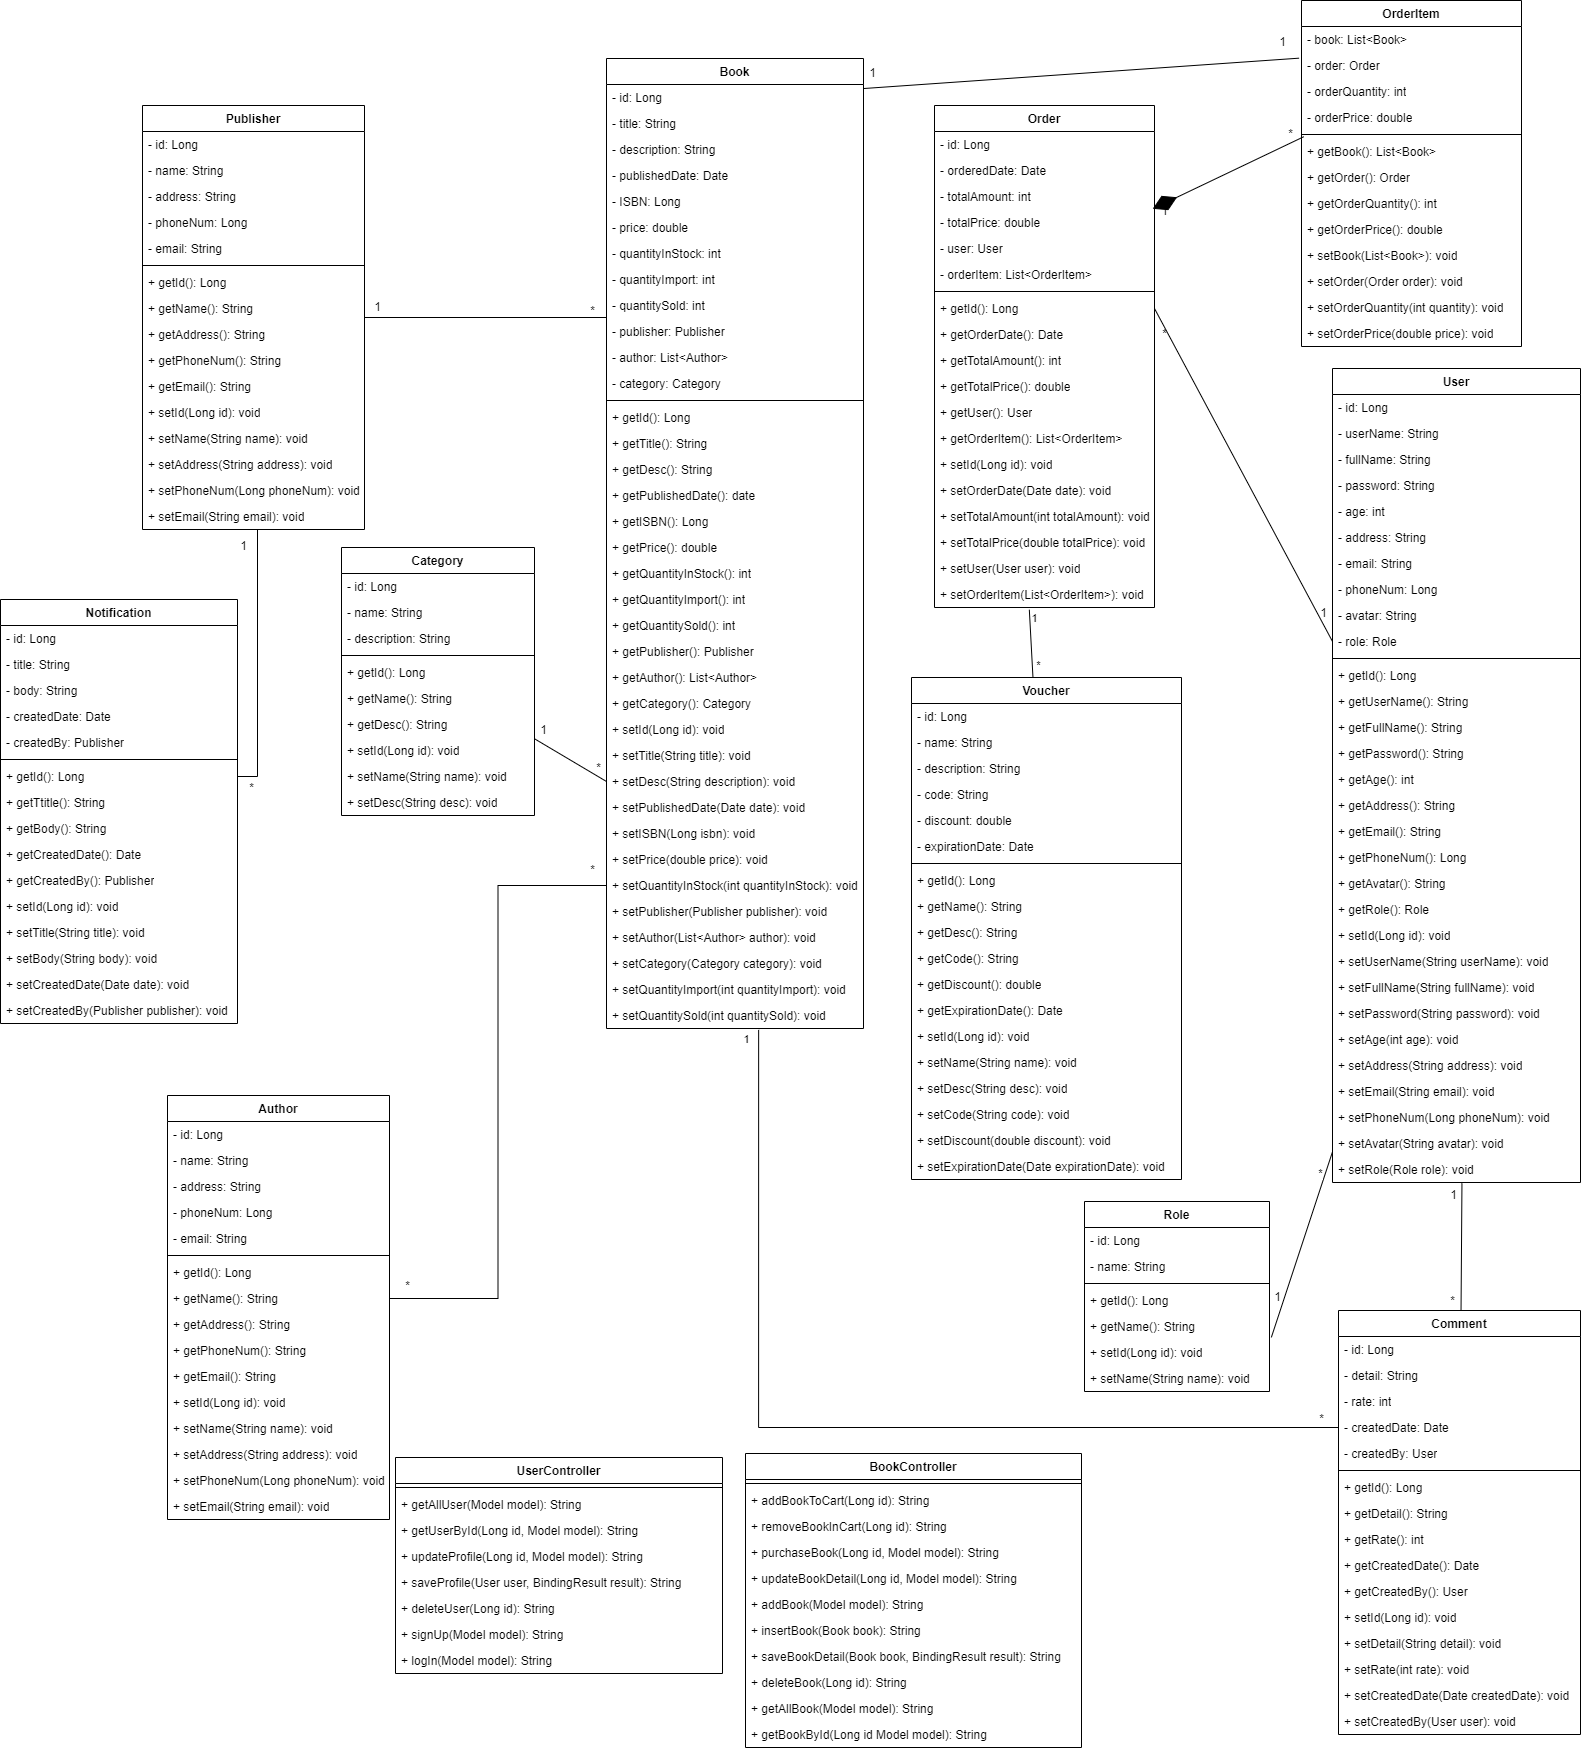 OrderItem
- book: List<Book>
- order: Order
- orderQuantity: int
- orderPrice: double
+ getBook(): List<Book>
+ getOrder(): Order
+ getOrderQuantity(): int
+ getOrderPrice(): double
+ setBook(List<Book>): void
+ setOrder(Order order): void
+ setOrderQuantity(int quantity): void
+ setOrderPrice(double price): void
1
*
Book
- id: Long
- title: String
- description: String
- publishedDate: Date
- ISBN: Long
- price: double
- quantityInStock: int
- quantityImport: int
- quantitySold: int
- publisher: Publisher
- author: List<Author>
- category: Category
+ getId(): Long
+ getTitle(): String
+ getDesc(): String
+ getPublishedDate(): date
+ getISBN(): Long
+ getPrice(): double
+ getQuantityInStock(): int
+ getQuantityImport(): int
+ getQuantitySold(): int
+ getPublisher(): Publisher
+ getAuthor(): List<Author>
+ getCategory(): Category
+ setId(Long id): void
+ setTitle(String title): void
+ setDesc(String description): void
+ setPublishedDate(Date date): void
+ setISBN(Long isbn): void
+ setPrice(double price): void
+ setQuantityInStock(int quantityInStock): void
+ setPublisher(Publisher publisher): void
+ setAuthor(List<Author> author): void
+ setCategory(Category category): void
+ setQuantityImport(int quantityImport): void
+ setQuantitySold(int quantitySold): void
1
*
*
*
1
Publisher
- id: Long
- name: String
- address: String
- phoneNum: Long
- email: String
+ getId(): Long
+ getName(): String
+ getAddress(): String
+ getPhoneNum(): String
+ getEmail(): String
+ setId(Long id): void
+ setName(String name): void
+ setAddress(String address): void
+ setPhoneNum(Long phoneNum): void
+ setEmail(String email): void
1
1
Order
- id: Long
- orderedDate: Date
- totalAmount: int
- totalPrice: double
- user: User
- orderItem: List<OrderItem>
+ getId(): Long
+ getOrderDate(): Date
+ getTotalAmount(): int
+ getTotalPrice(): double
+ getUser(): User
+ getOrderItem(): List<OrderItem>
+ setId(Long id): void
+ setOrderDate(Date date): void
+ setTotalAmount(int totalAmount): void
+ setTotalPrice(double totalPrice): void
+ setUser(User user): void
+ setOrderItem(List<OrderItem>): void
*
1
User
- id: Long
- userName: String
- fullName: String
- password: String
- age: int
- address: String
- email: String
- phoneNum: Long
- avatar: String
- role: Role
+ getId(): Long
+ getUserName(): String
+ getFullName(): String
+ getPassword(): String
+ getAge(): int
+ getAddress(): String
+ getEmail(): String
+ getPhoneNum(): Long
+ getAvatar(): String
+ getRole(): Role
+ setId(Long id): void
+ setUserName(String userName): void
+ setFullName(String fullName): void
+ setPassword(String password): void
+ setAge(int age): void
+ setAddress(String address): void
+ setEmail(String email): void
+ setPhoneNum(Long phoneNum): void
+ setAvatar(String avatar): void
+ setRole(Role role): void
1
*
1
Category
- id: Long
- name: String
- description: String
+ getId(): Long
+ getName(): String
+ getDesc(): String
+ setId(Long id): void
+ setName(String name): void
+ setDesc(String desc): void
1
Notification
- id: Long
- title: String
- body: String
- createdDate: Date
- createdBy: Publisher
+ getId(): Long
+ getTtitle(): String
+ getBody(): String
+ getCreatedDate(): Date
+ getCreatedBy(): Publisher
+ setId(Long id): void
+ setTitle(String title): void
+ setBody(String body): void
+ setCreatedDate(Date date): void
+ setCreatedBy(Publisher publisher): void
*
Voucher
- id: Long
- name: String
- description: String
- code: String
- discount: double
- expirationDate: Date
+ getId(): Long
+ getName(): String
+ getDesc(): String
+ getCode(): String
+ getDiscount(): double
+ getExpirationDate(): Date
+ setId(Long id): void
+ setName(String name): void
+ setDesc(String desc): void
+ setCode(String code): void
+ setDiscount(double discount): void
+ setExpirationDate(Date expirationDate): void
*
Author
- id: Long
- name: String
- address: String
- phoneNum: Long
- email: String
+ getId(): Long
+ getName(): String
+ getAddress(): String
+ getPhoneNum(): String
+ getEmail(): String
+ setId(Long id): void
+ setName(String name): void
+ setAddress(String address): void
+ setPhoneNum(Long phoneNum): void
+ setEmail(String email): void
*
Role
- id: Long
- name: String
+ getId(): Long
+ getName(): String
+ setId(Long id): void
+ setName(String name): void
1
Comment
- id: Long
- detail: String
- rate: int
- createdDate: Date
- createdBy: User
+ getId(): Long
+ getDetail(): String
+ getRate(): int
+ getCreatedDate(): Date
+ getCreatedBy(): User
+ setId(Long id): void
+ setDetail(String detail): void
+ setRate(int rate): void
+ setCreatedDate(Date createdDate): void
+ setCreatedBy(User user): void
*
*
UserController
+ getAllUser(Model model): String
+ getUserById(Long id, Model model): String
+ updateProfile(Long id, Model model): String
+ saveProfile(User user, BindingResult result): String
+ deleteUser(Long id): String
+ signUp(Model model): String
+ logIn(Model model): String
BookController
+ addBookToCart(Long id): String
+ removeBookInCart(Long id): String
+ purchaseBook(Long id, Model model): String
+ updateBookDetail(Long id, Model model): String
+ addBook(Model model): String
+ insertBook(Book book): String
+ saveBookDetail(Book book, BindingResult result): String
+ deleteBook(Long id): String
+ getAllBook(Model model): String
+ getBookById(Long id Model model): String